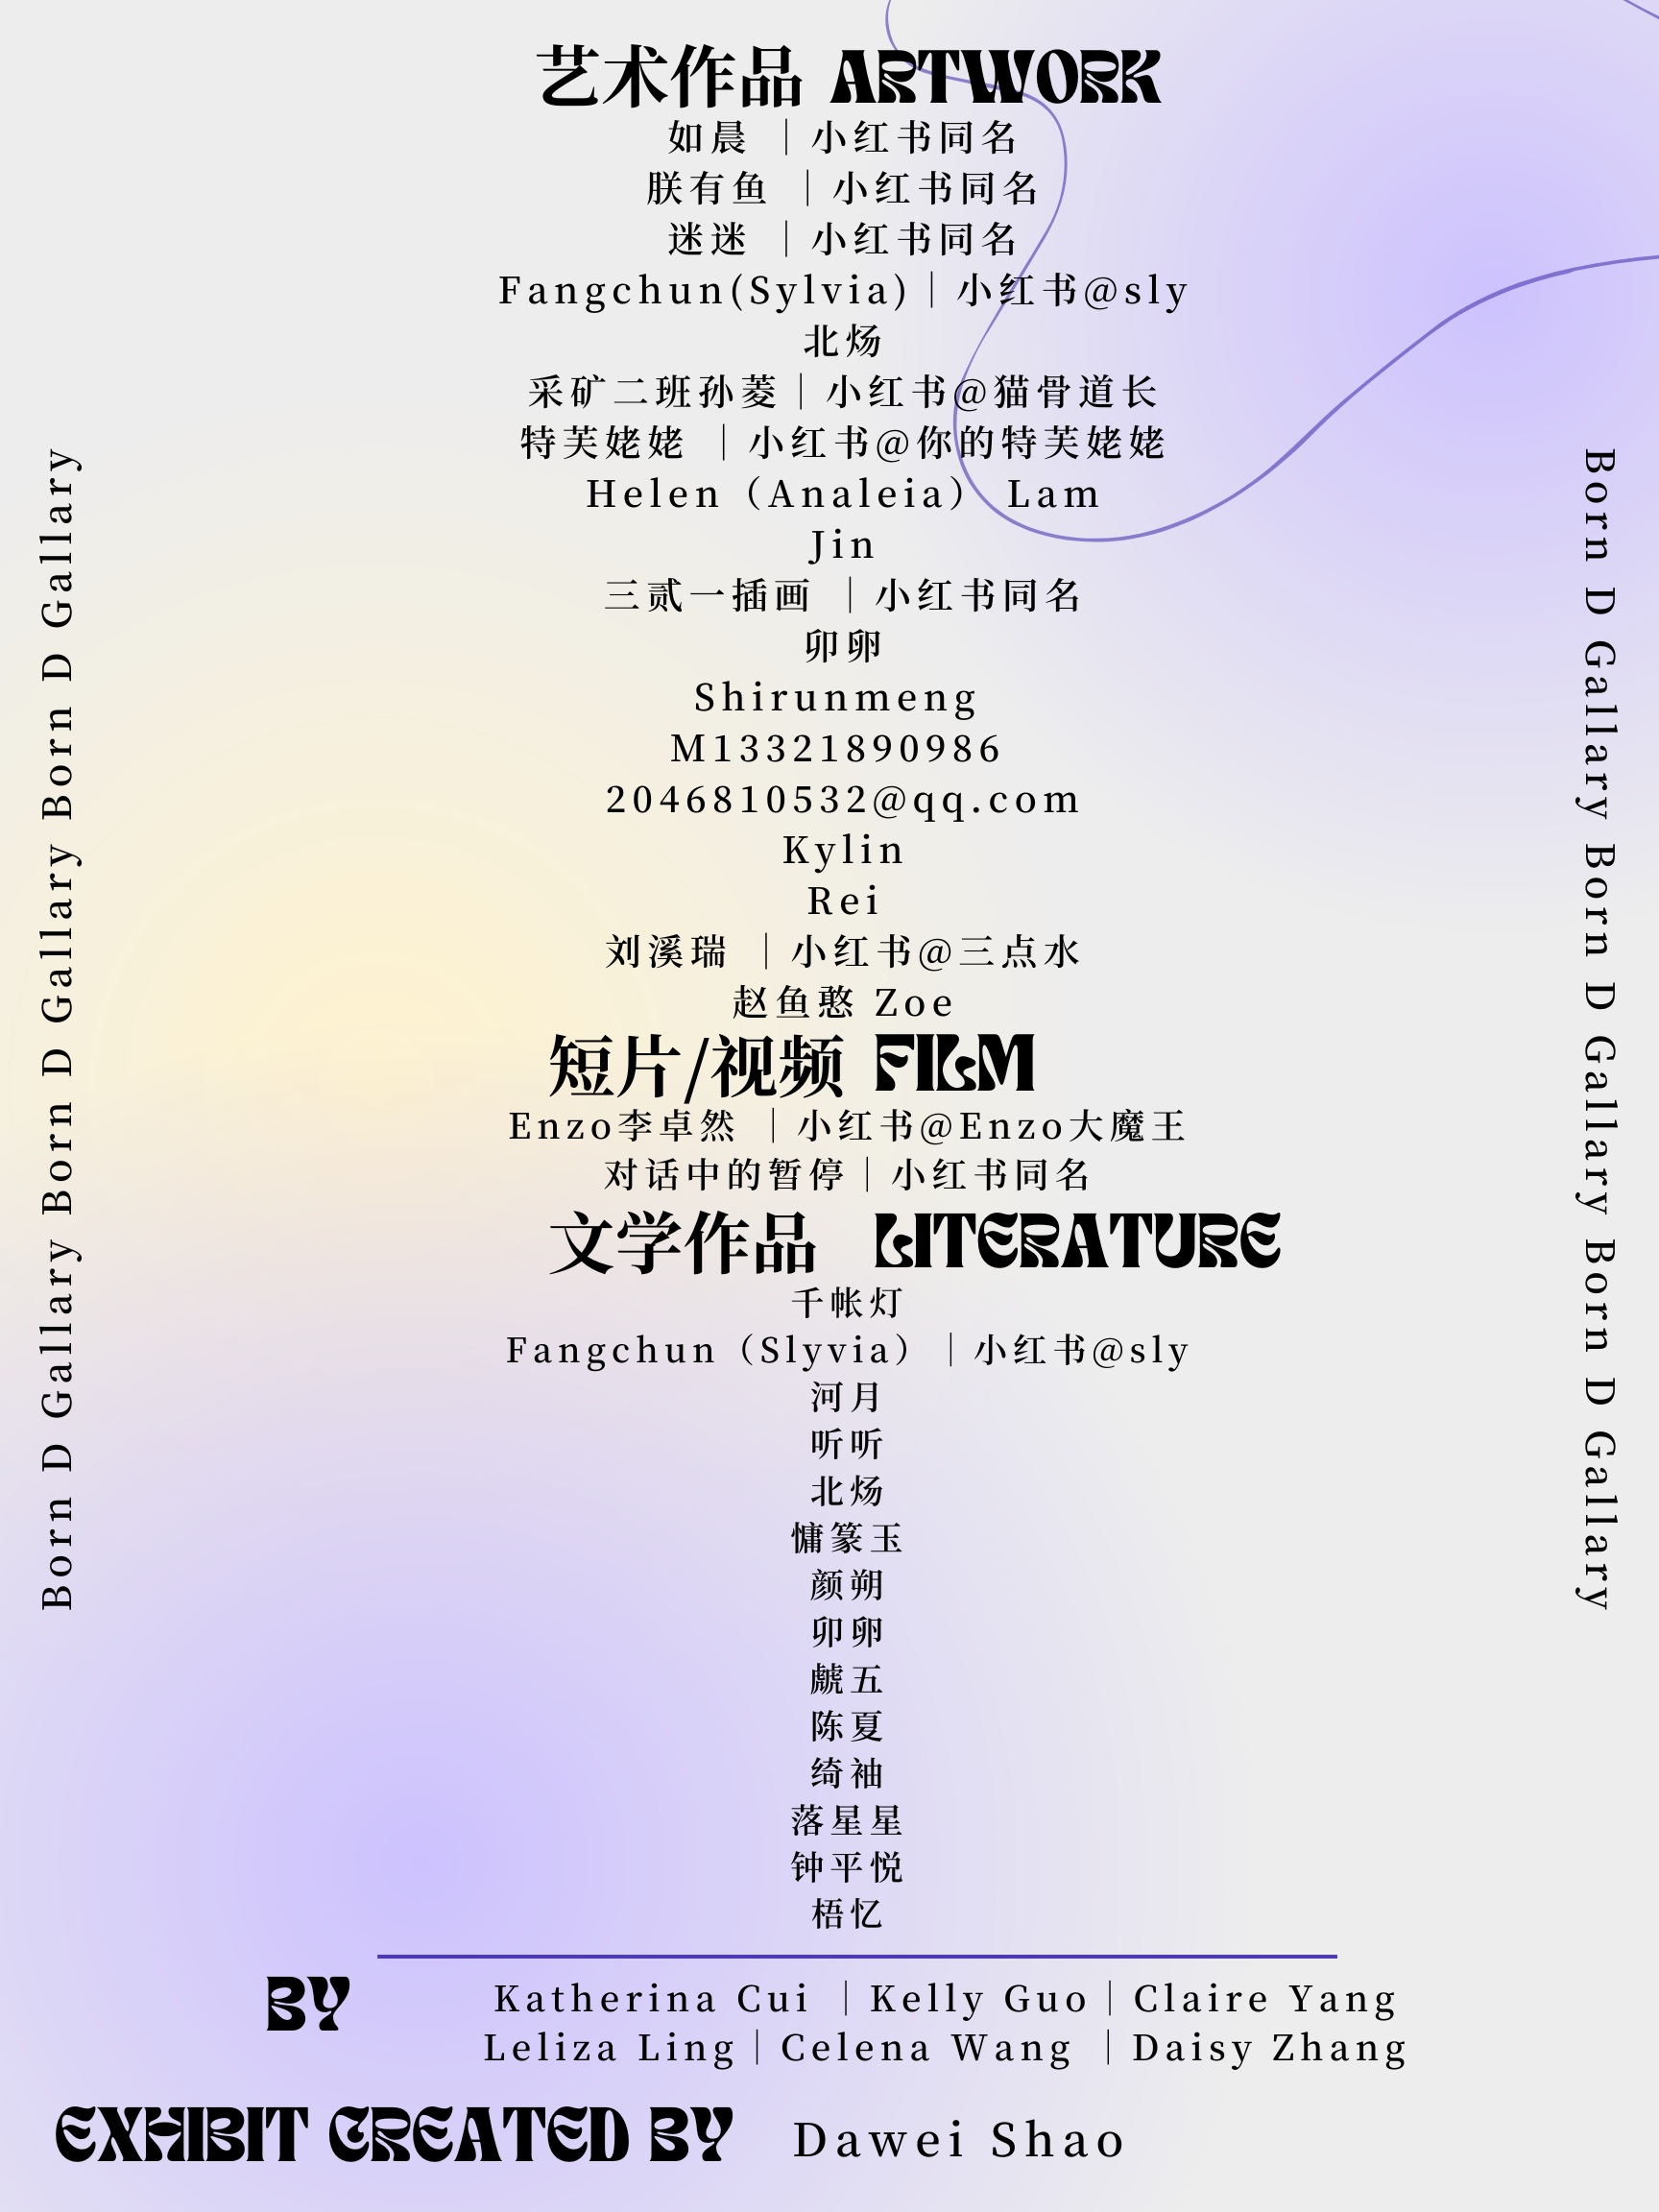 艺术作品 ARTWORK
如晨 ｜小红书同名
朕有鱼 ｜小红书同名
迷迷 ｜小红书同名
Fangchun(Sylvia)｜小红书@sly
北炀
采矿二班孙菱｜小红书@猫骨道长
特芙姥姥 ｜小红书@你的特芙姥姥
Helen（Analeia） Lam
Jin
三贰一插画 ｜小红书同名
卯卵
Shirunmeng
M13321890986
2046810532@qq.com
Kylin
Rei
刘溪瑞 ｜小红书@三点水
赵鱼憨 Zoe
短片/视频 FILM
Enzo李卓然 ｜小红书@Enzo大魔王
对话中的暂停｜小红书同名
文学作品 LITERATURE
千帐灯
Fangchun（Slyvia）｜小红书@sly
河月
听听
北炀
慵篆玉
颜朔
卯卵
虤五
陈夏
绮袖
落星星
钟平悦
梧忆
BY
Katherina Cui ｜Kelly Guo｜Claire Yang
Leliza Ling｜Celena Wang ｜Daisy Zhang
EXHIBIT CREATED BY Dawei Shao
Born D Gallary Born D Gallary Born D Gallary
Born D Gallary Born D Gallary Born D Gallary